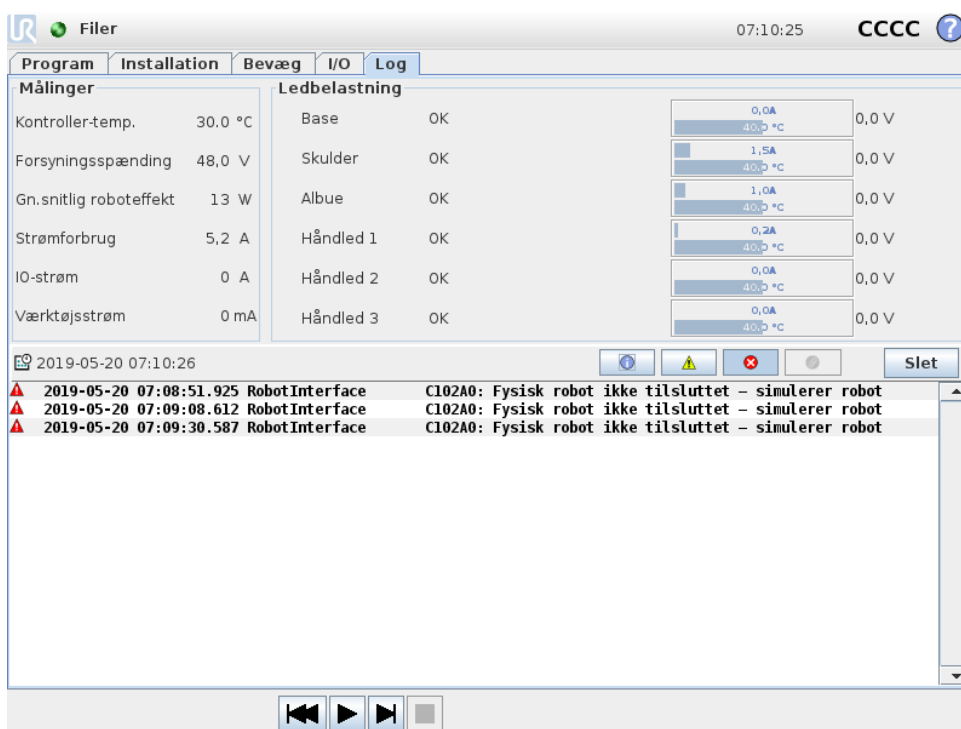 UR Filer 07:10:25 CCCC ?
Program Installation Bevæg I/O Log
Målinger
Kontroller-temp. 30.0 °C
Forsyningsspænding 48,0 V
Gn.snitlig roboteffekt 13 W
Strømforbrug 5,2 A
IO-strøm 0 A
Værktøjsstrøm 0 mA
Ledbelastning
Base OK 0,0A 40,0 °C 0,0 V
Skulder OK 1,5A 40,0 °C 0,0 V
Albue OK 1,0A 40,0 °C 0,0 V
Håndled 1 OK 0,2A 40,0 °C 0,0 V
Håndled 2 OK 0,0A 40,0 °C 0,0 V
Håndled 3 OK 0,0A 40,0 °C 0,0 V
2019-05-20 07:10:26 Slet
2019-05-20 07:08:51.925 RobotInterface C102A0: Fysisk robot ikke tilsluttet – simulerer robot
2019-05-20 07:09:08.612 RobotInterface C102A0: Fysisk robot ikke tilsluttet – simulerer robot
2019-05-20 07:09:30.587 RobotInterface C102A0: Fysisk robot ikke tilsluttet – simulerer robot